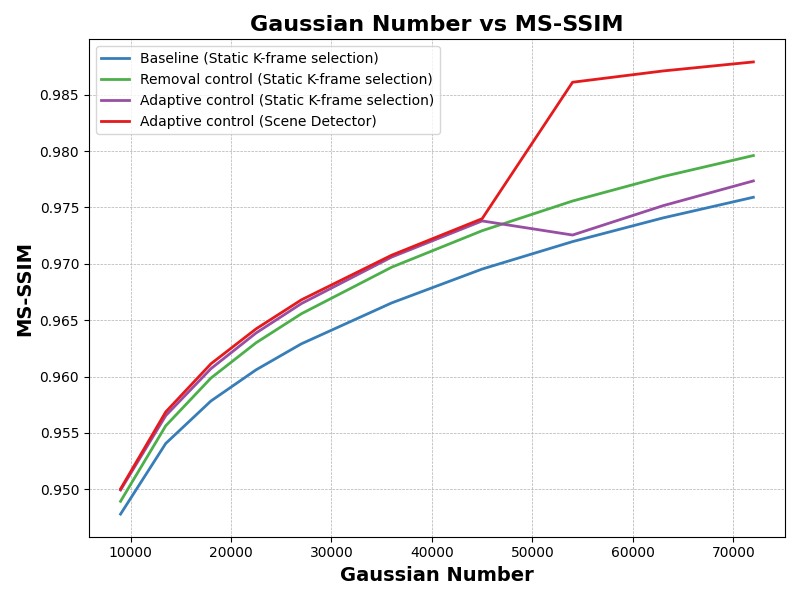 Gaussian Number vs MS-SSIM
Baseline (Static K-frame selection)
Removal control (Static K-frame selection)
Adaptive control (Static K-frame selection)
Adaptive control (Scene Detector)
MS-SSIM
0.985
0.980
0.975
0.970
0.965
0.960
0.955
0.950
10000 20000 30000 40000 50000 60000 70000
Gaussian Number